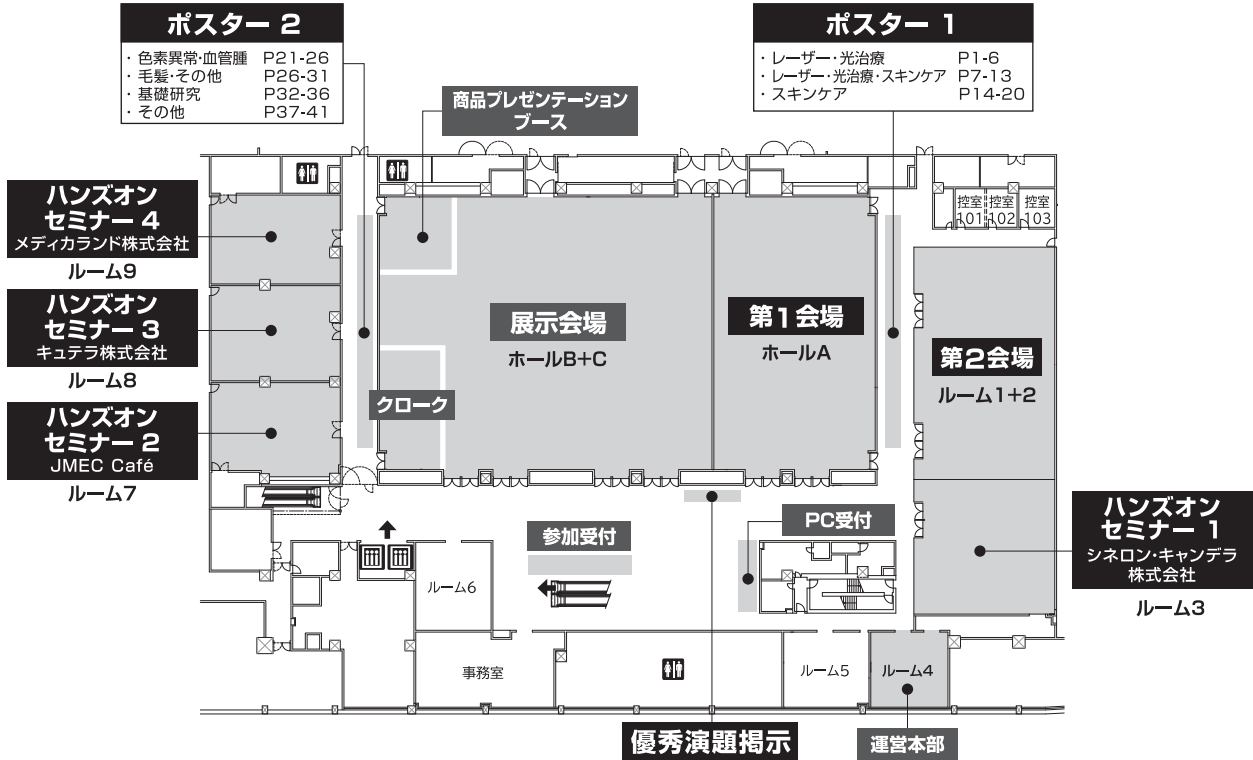 ポスター 2
・ 色素異常・血管腫 P21-26
・ 毛髪・その他 P26-31
・ 基礎研究 P32-36
・ その他 P37-41
ポスター 1
・ レーザー・光治療 P1-6
・ レーザー・光治療・スキンケア P7-13
・ スキンケア P14-20
商品プレゼンテーション
ブース
ハンズオン
セミナー 4
メディカランド株式会社
ルーム9
ハンズオン
セミナー 3
キュテラ株式会社
ルーム8
ハンズオン
セミナー 2
JMEC Café
ルーム7
展示会場
ホールB+C
クローク
第1会場
ホールA
控室
101
控室
102
控室
103
第2会場
ルーム1+2
ハンズオン
セミナー 1
シネロン・キャンデラ
株式会社
ルーム3
参加受付
PC受付
ルーム6
事務室
ルーム5
ルーム4
優秀演題掲示
運営本部